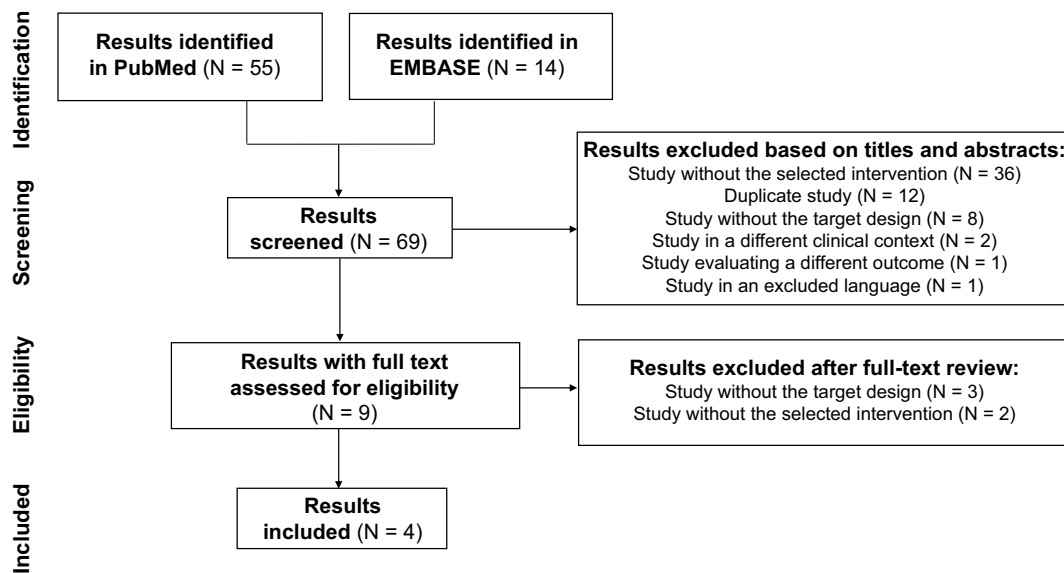 Identification
Results identified
in PubMed (N = 55)
Results identified in
EMBASE (N = 14)
Screening
Results
screened (N = 69)
Results excluded based on titles and abstracts:
Study without the selected intervention (N = 36)
Duplicate study (N = 12)
Study without the target design (N = 8)
Study in a different clinical context (N = 2)
Study evaluating a different outcome (N = 1)
Study in an excluded language (N = 1)
Eligibility
Results with full text
assessed for eligibility
(N = 9)
Results excluded after full-text review:
Study without the target design (N = 3)
Study without the selected intervention (N = 2)
Included
Results
included (N = 4)